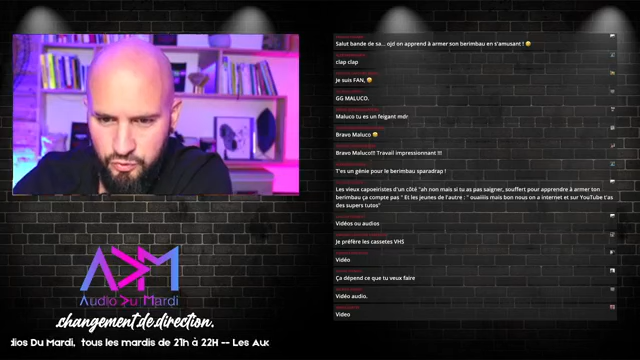 Salut bande de sa... ojd on apprend à armer son berimbau en s'amusant !
clap clap
Je suis FAN,
GG MALUCO.
Maluco tu es un feigant mdr
Bravo Maluco
Bravo Maluco!!! Travail impressionnant !!!
T'es un génie pour le berimbau sparadrap !
Les vieux capoeiristes d'un côté "ah non mais si tu as pas saigner, souffert pour apprendre à armer ton
berimbau ça compte pas " Et les jeunes de l'autre : " ouaiiiis mais bon nous on a internet et sur YouTube t'as
des supers tutos"
Vidéos ou audios
Je préfère les cassetes VHS
Vidéo
Ça dépend ce que tu veux faire
Vidéo audio.
Video
ADM
Audio Du Mardi
.changement.de.direction.
dios Du Mardi, tous les mardis de 21h à 22H -- Les Aud